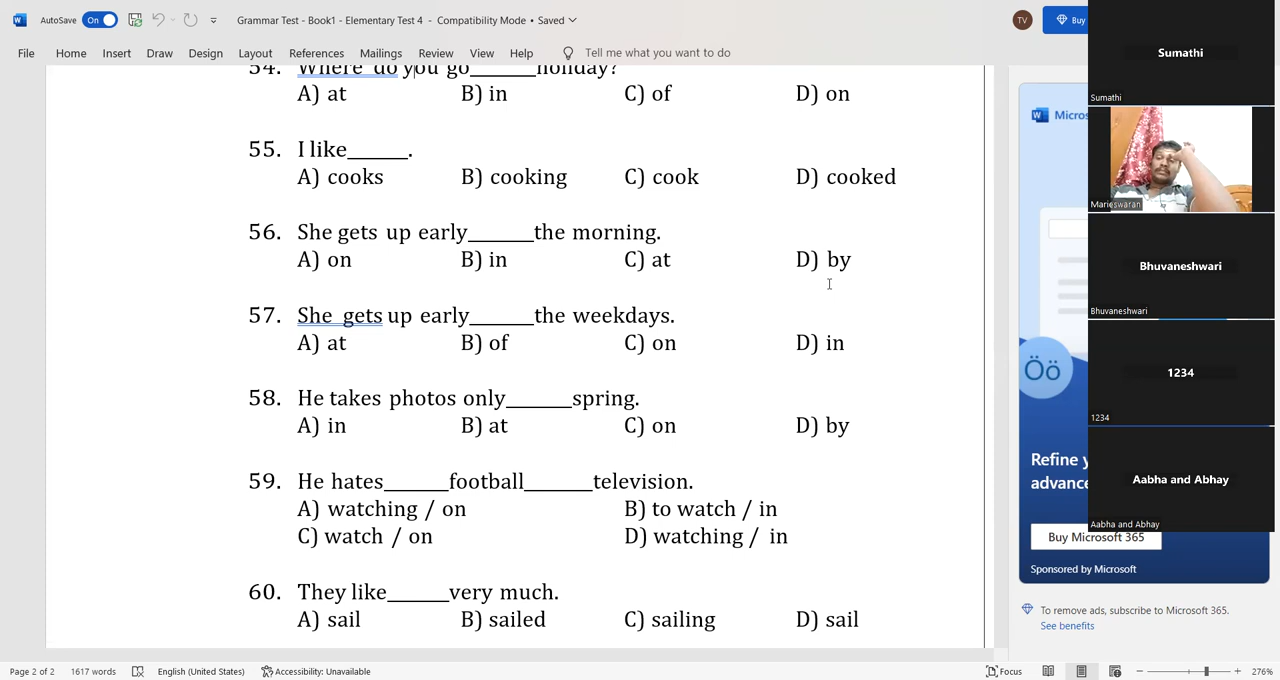 AutoSave On Grammar Test - Book1 - Elementary Test 4 - Compatibility Mode • Saved TV Buy
File Home Insert Draw Design Layout References Mailings Review View Help Tell me what you want to do
54. Where do you go______holiday?
A) at B) in C) of D) on
55. I like______.
A) cooks B) cooking C) cook D) cooked
56. She gets up early______the morning.
A) on B) in C) at D) by
57. She gets up early______the weekdays.
A) at B) of C) on D) in
58. He takes photos only______spring.
A) in B) at C) on D) by
59. He hates______football______television.
A) watching / on B) to watch / in
C) watch / on D) watching / in
60. They like______very much.
A) sail B) sailed C) sailing D) sail
Sumathi
Sumathi
Marieswaran
Bhuvaneshwari
Bhuvaneshwari
1234
1234
Aabha and Abhay
Aabha and Abhay
Öö
Buy Microsoft 365
Sponsored by Microsoft
To remove ads, subscribe to Microsoft 365.
See benefits
Page 2 of 2 1617 words English (United States) Accessibility: Unavailable Focus 276%